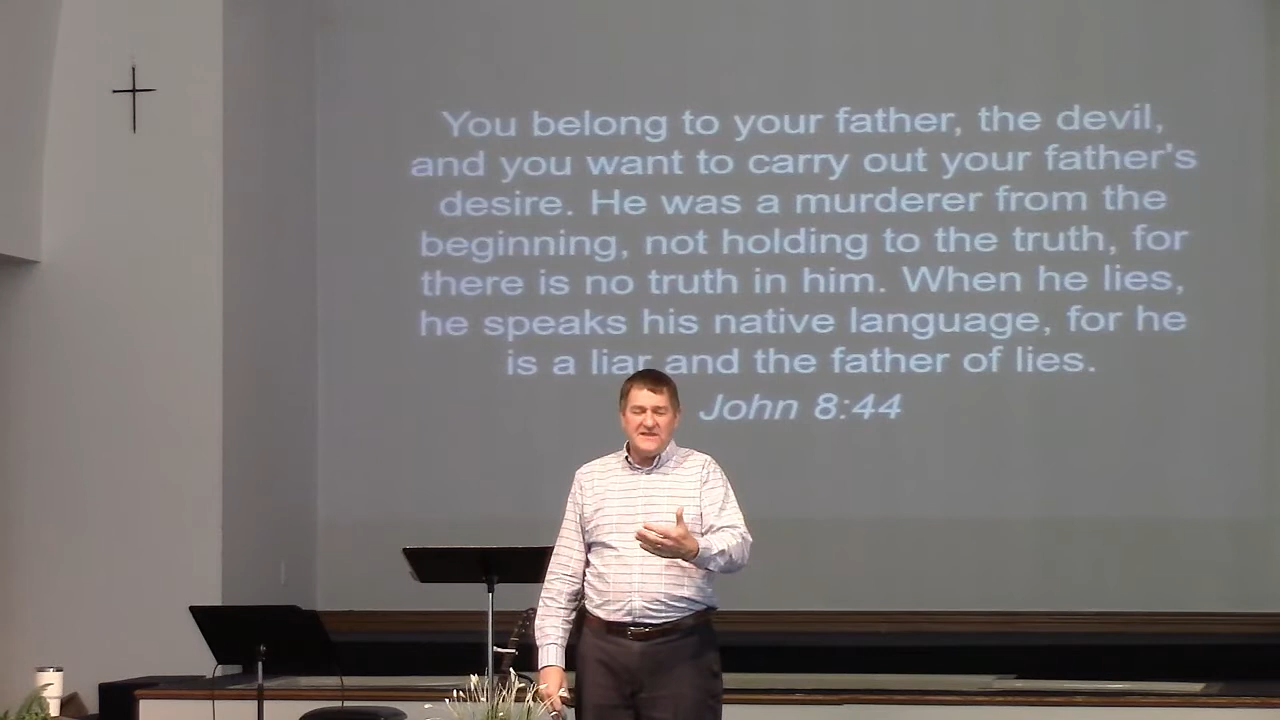 You belong to your father, the devil,
and you want to carry out your father's
desire. He was a murderer from the
beginning, not holding to the truth, for
there is no truth in him. When he lies,
he speaks his native language, for he
is a liar and the father of lies.
John 8:44